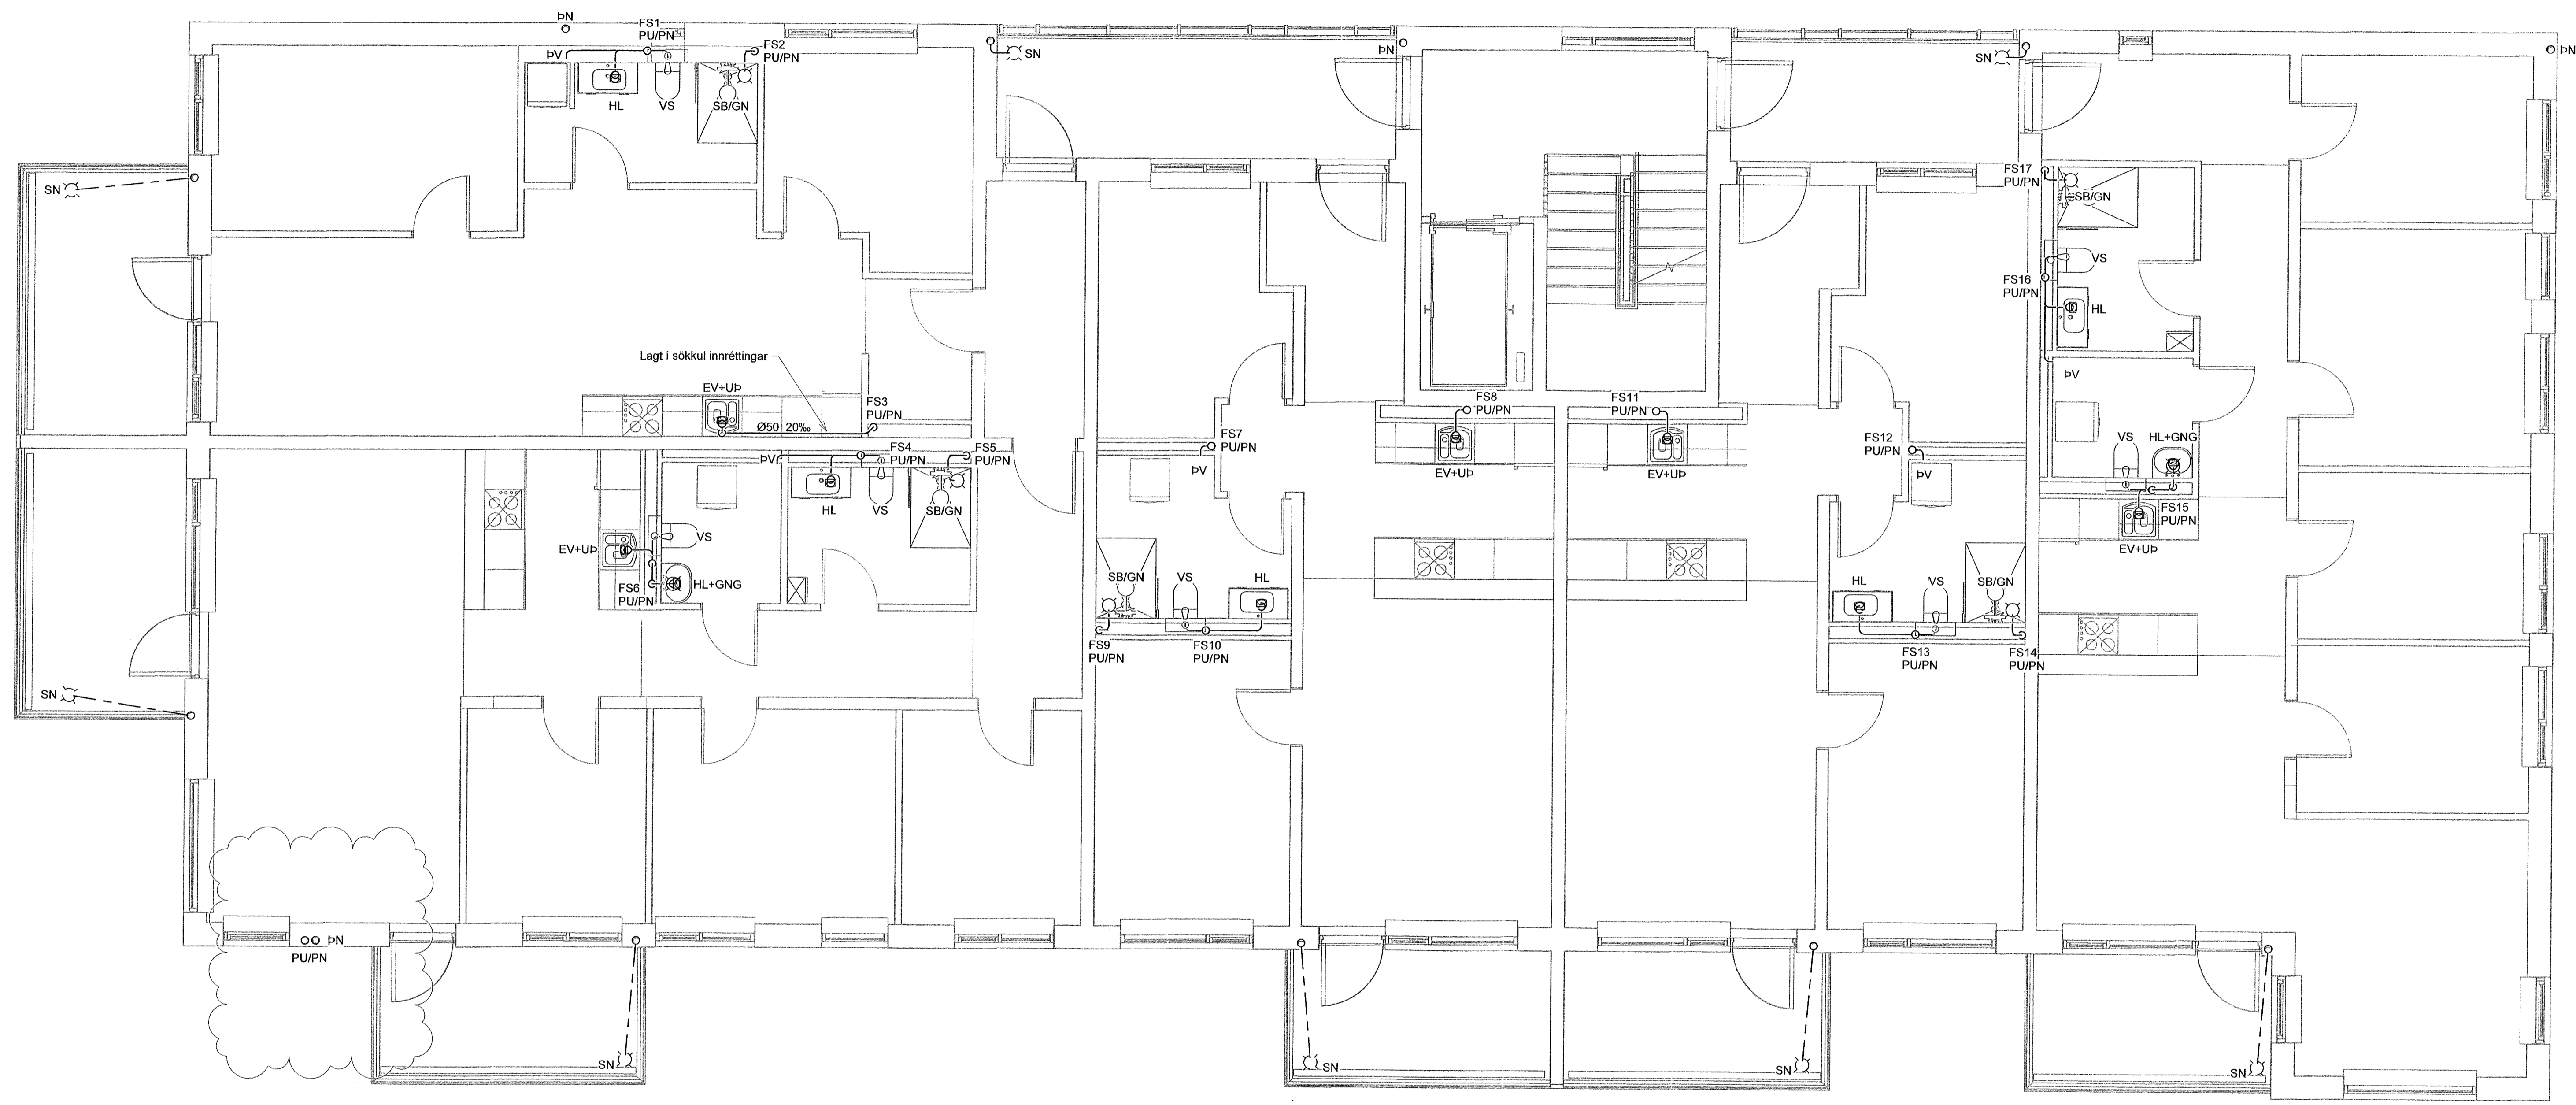 ÞN
FS1
PU/PN
FS2
PU/PN
ÞV
HL
VS
SB/GN
SN
ÞN
SN
ÞN
SN
FS17
PU/PN
SB/GN
VS
FS16
PU/PN
HL
ÞV
Lagt í sökkul innréttingar
EV+UÞ
FS3
PU/PN
Ø50 20‰
FS8
PU/PN
FS11
PU/PN
EV+UÞ
EV+UÞ
FS7
PU/PN
ÞV
FS12
PU/PN
ÞV
VS
HL+GNG
FS15
PU/PN
EV+UÞ
ÞV
FS4
PU/PN
FS5
PU/PN
HL
VS
SB/GN
EV+UÞ
VS
HL+GNG
FS6
PU/PN
SB/GN
VS
HL
FS9
PU/PN
FS10
PU/PN
HL
VS
SB/GN
FS13
PU/PN
FS14
PU/PN
SN
ÞN
PU/PN
SN
SN
SN
SN